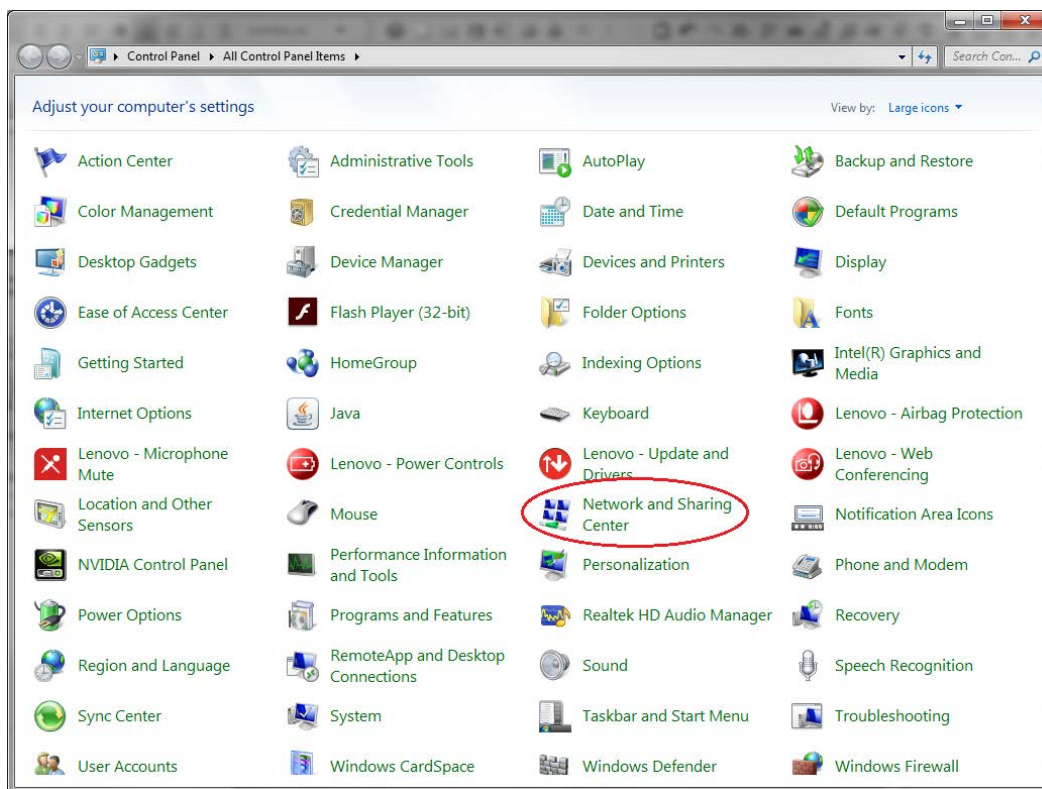 Control Panel ▸ All Control Panel Items ▸
Search Con...
Adjust your computer's settings
View by: Large icons
Action Center
Administrative Tools
AutoPlay
Backup and Restore
Color Management
Credential Manager
Date and Time
Default Programs
Desktop Gadgets
Device Manager
Devices and Printers
Display
Ease of Access Center
Flash Player (32-bit)
Folder Options
Fonts
Getting Started
HomeGroup
Indexing Options
Intel(R) Graphics and
Media
Internet Options
Java
Keyboard
Lenovo - Airbag Protection
Lenovo - Microphone
Mute
Lenovo - Power Controls
Lenovo - Update and
Drivers
Lenovo - Web
Conferencing
Location and Other
Sensors
Mouse
Network and Sharing
Center
Notification Area Icons
NVIDIA Control Panel
Performance Information
and Tools
Personalization
Phone and Modem
Power Options
Programs and Features
Realtek HD Audio Manager
Recovery
Region and Language
RemoteApp and Desktop
Connections
Sound
Speech Recognition
Sync Center
System
Taskbar and Start Menu
Troubleshooting
User Accounts
Windows CardSpace
Windows Defender
Windows Firewall